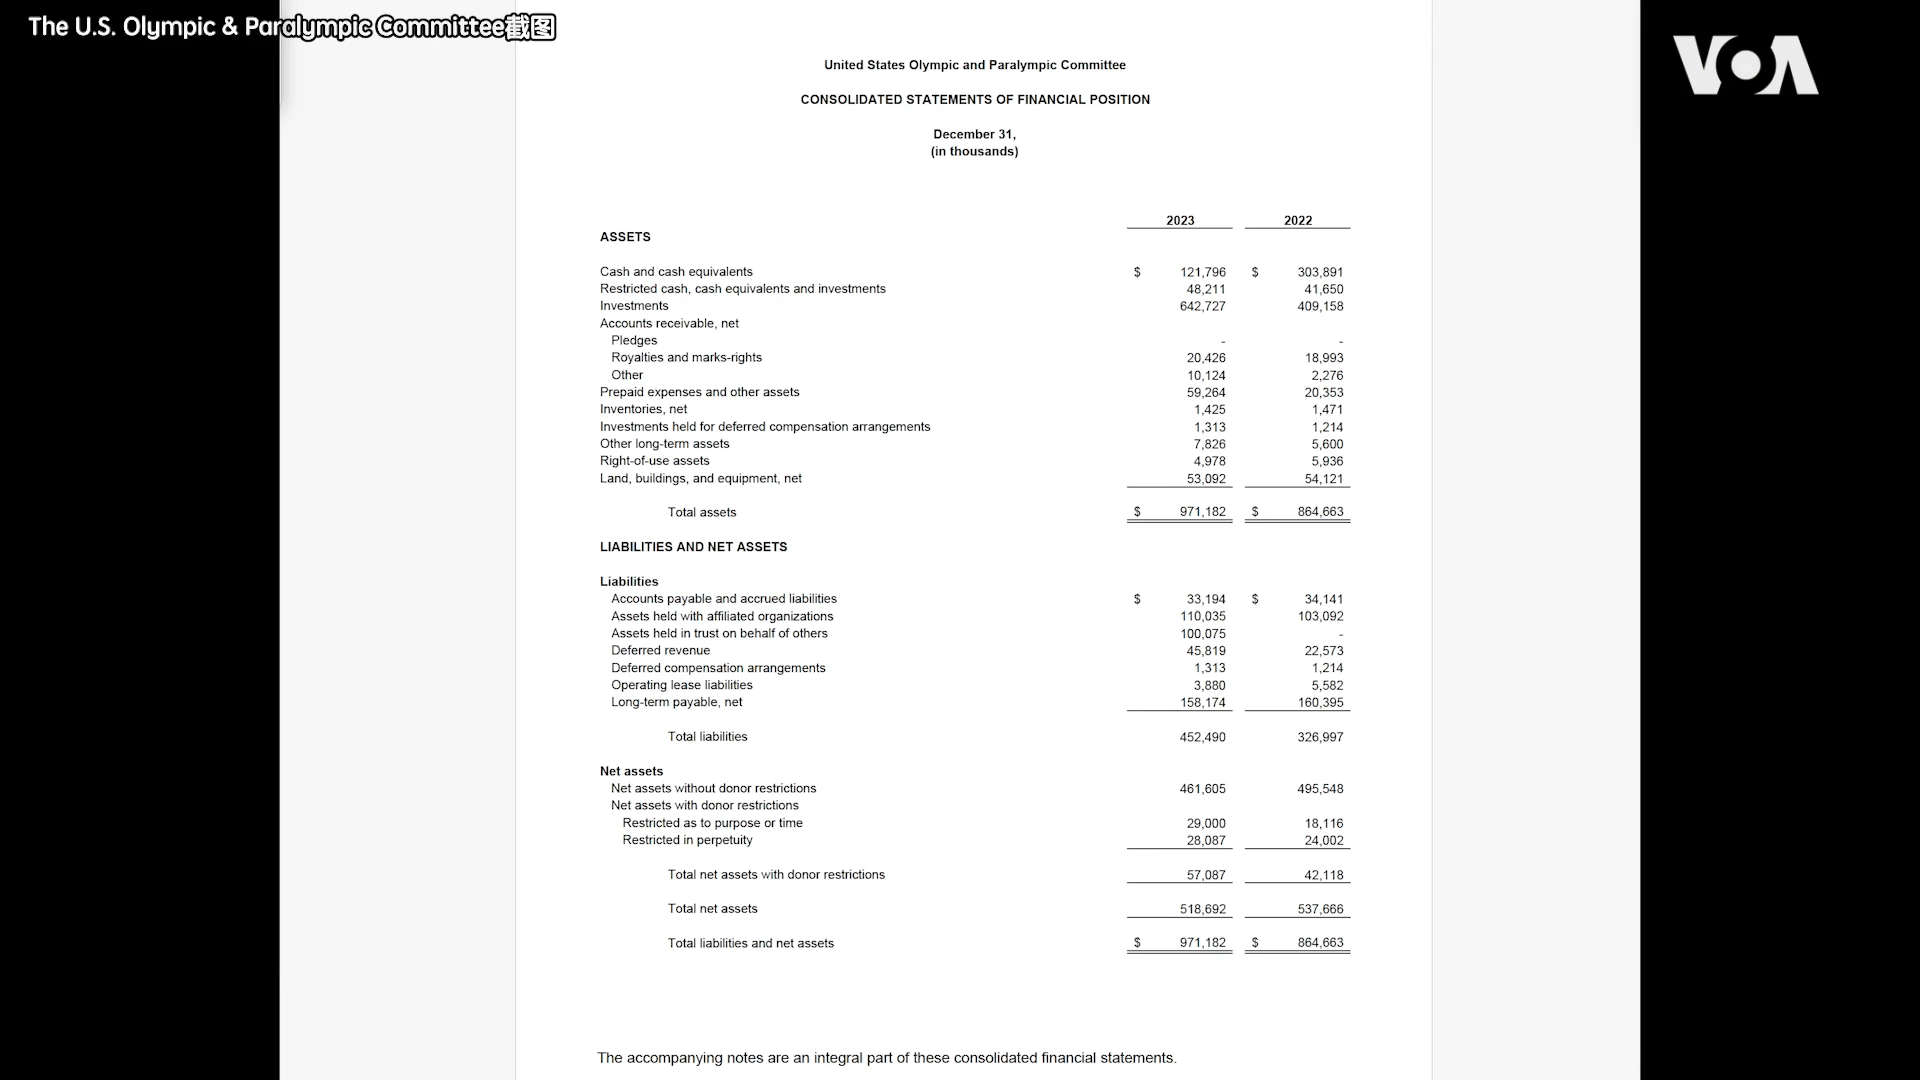 The U.S. Olympic & Paralympic Committee截图
VOA
United States Olympic and Paralympic Committee
CONSOLIDATED STATEMENTS OF FINANCIAL POSITION
December 31,
(in thousands)
2023 2022
ASSETS
Cash and cash equivalents $ 121,796 $ 303,891
Restricted cash, cash equivalents and investments 48,211 41,650
Investments 642,727 409,158
Accounts receivable, net
Pledges - -
Royalties and marks-rights 20,426 18,993
Other 10,124 2,276
Prepaid expenses and other assets 59,264 20,353
Inventories, net 1,425 1,471
Investments held for deferred compensation arrangements 1,313 1,214
Other long-term assets 7,826 5,600
Right-of-use assets 4,978 5,936
Land, buildings, and equipment, net 53,092 54,121
Total assets $ 971,182 $ 864,663
LIABILITIES AND NET ASSETS
Liabilities
Accounts payable and accrued liabilities $ 33,194 $ 34,141
Assets held with affiliated organizations 110,035 103,092
Assets held in trust on behalf of others 100,075 -
Deferred revenue 45,819 22,573
Deferred compensation arrangements 1,313 1,214
Operating lease liabilities 3,880 5,582
Long-term payable, net 158,174 160,395
Total liabilities 452,490 326,997
Net assets
Net assets without donor restrictions 461,605 495,548
Net assets with donor restrictions
Restricted as to purpose or time 29,000 18,116
Restricted in perpetuity 28,087 24,002
Total net assets with donor restrictions 57,087 42,118
Total net assets 518,692 537,666
Total liabilities and net assets $ 971,182 $ 864,663
The accompanying notes are an integral part of these consolidated financial statements.